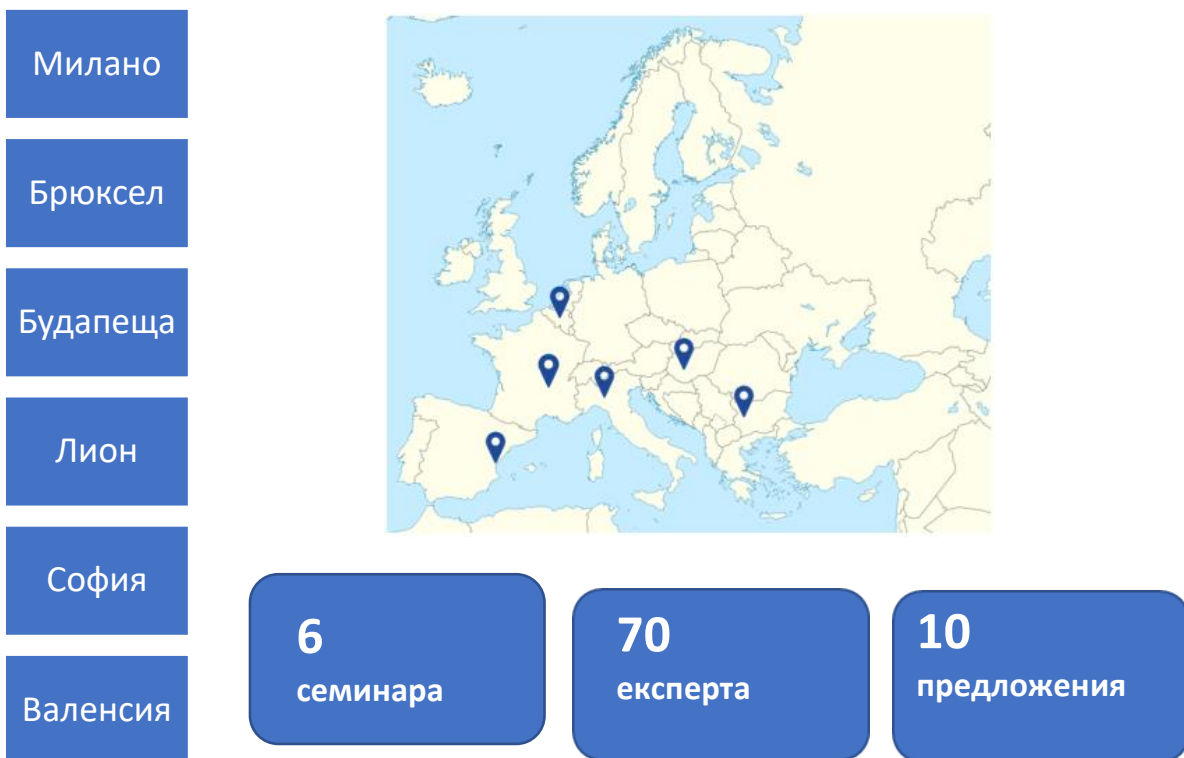 Милано
Брюксел
Будапеща
Лион
София
Валенсия
6
семинара
70
експерта
10
предложения